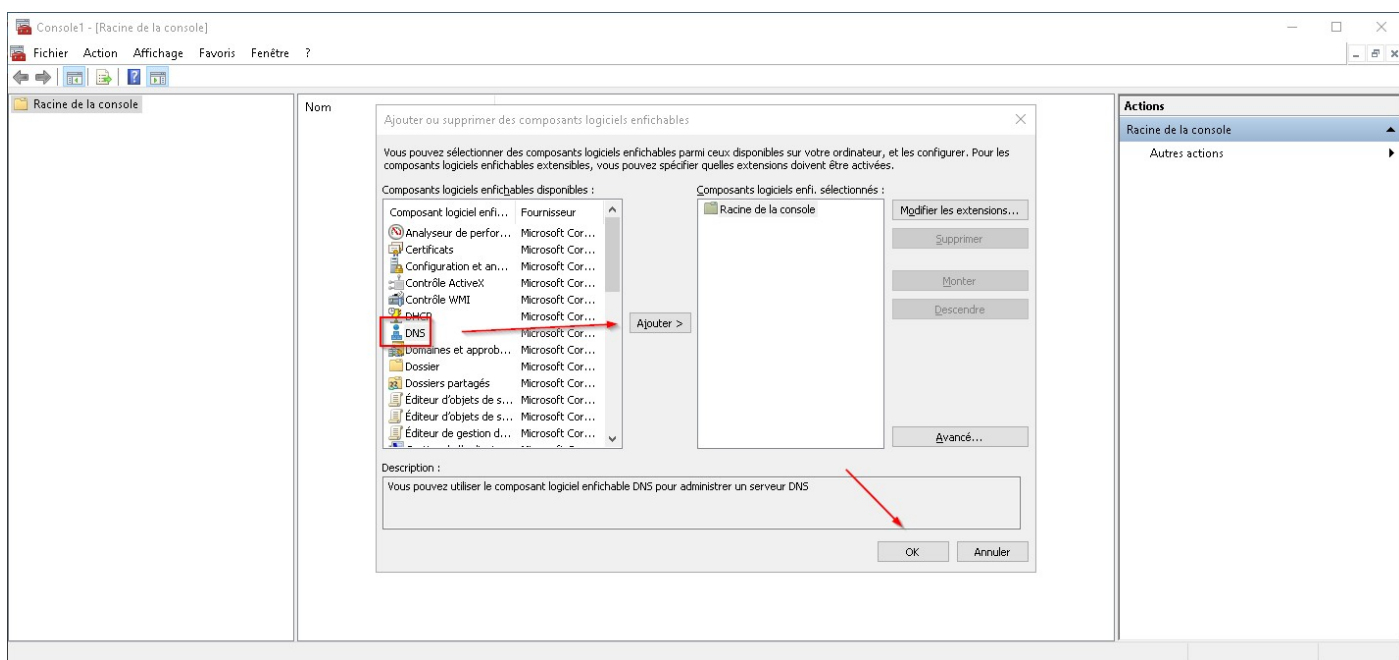 Console1 - [Racine de la console]
Fichier Action Affichage Favoris Fenêtre ?
Racine de la console
Nom
Ajouter ou supprimer des composants logiciels enfichables
Vous pouvez sélectionner des composants logiciels enfichables parmi ceux disponibles sur votre ordinateur, et les configurer. Pour les
composants logiciels enfichables extensibles, vous pouvez spécifier quelles extensions doivent être activées.
Composants logiciels enfichables disponibles :
Composant logiciel enfi... Fournisseur
Analyseur de perfor... Microsoft Cor...
Certificats Microsoft Cor...
Configuration et an... Microsoft Cor...
Contrôle ActiveX Microsoft Cor...
Contrôle WMI Microsoft Cor...
DHCP Microsoft Cor...
DNS Microsoft Cor...
Domaines et approb... Microsoft Cor...
Dossier Microsoft Cor...
Dossiers partagés Microsoft Cor...
Éditeur d'objets de s... Microsoft Cor...
Éditeur d'objets de s... Microsoft Cor...
Éditeur de gestion d... Microsoft Cor...
Ajouter >
Composants logiciels enfi. sélectionnés :
Racine de la console
Modifier les extensions...
Supprimer
Monter
Descendre
Avancé...
Description :
Vous pouvez utiliser le composant logiciel enfichable DNS pour administrer un serveur DNS
OK Annuler
Actions
Racine de la console
Autres actions